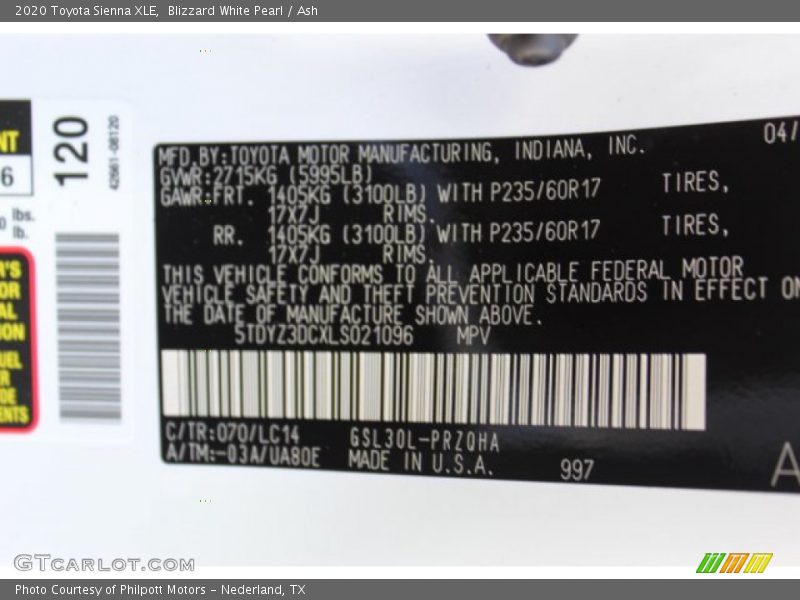 2020 Toyota Sienna XLE,  Blizzard White Pearl / Ash
NT
6
lbs.
lb.
120
42661-08120
MFD.BY:TOYOTA MOTOR MANUFACTURING, INDIANA, INC. 04/
GVWR:2715KG (5995LB)
GAWR:FRT. 1405KG (3100LB) WITH P235/60R17 TIRES,
17X7J RIMS.
RR. 1405KG (3100LB) WITH P235/60R17 TIRES,
17X7J RIMS.
THIS VEHICLE CONFORMS TO ALL APPLICABLE FEDERAL MOTOR
VEHICLE SAFETY AND THEFT PREVENTION STANDARDS IN EFFECT ON
THE DATE OF MANUFACTURE SHOWN ABOVE.
5TDYZ3DCXLS021096 MPV
C/TR:070/LC14 GSL30L-PRZQHA
A/TM:-03A/UA80E MADE IN U.S.A. 997
A
GTCARLOT.COM
Photo Courtesy of Philpott Motors - Nederland, TX